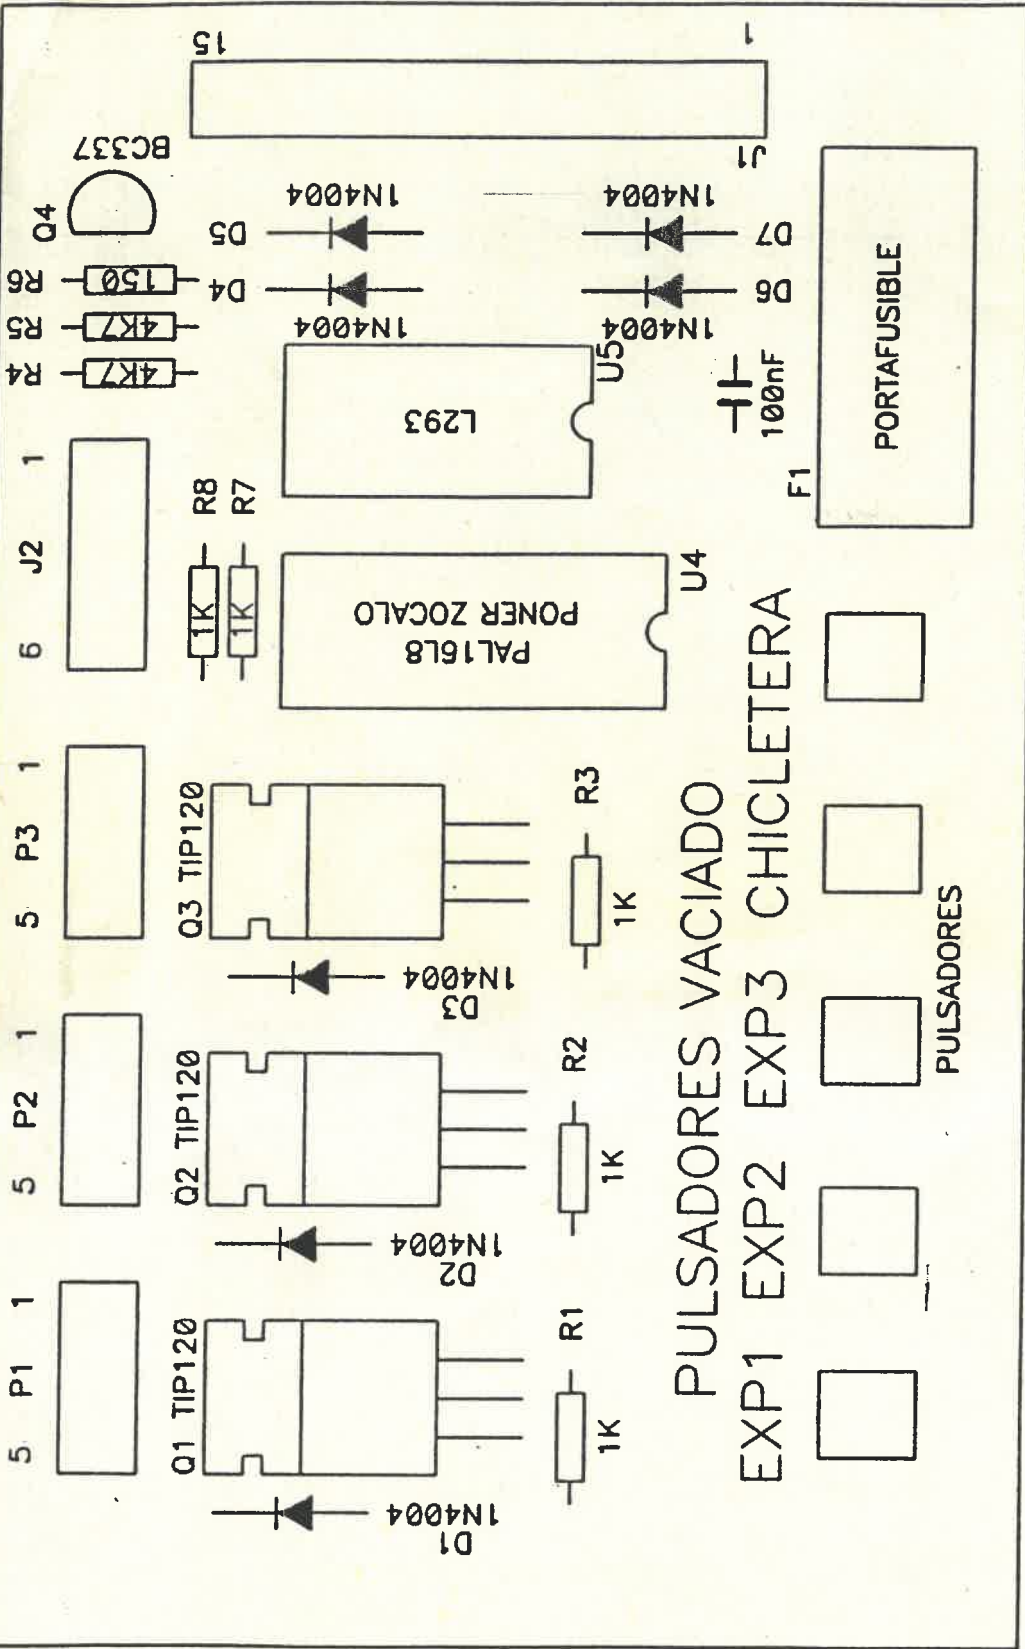 15
1
J1
BC337
Q4
R6
150
R5
4K7
R4
4K7
1N4004
D5
D4
1N4004
1N4004
D7
D6
1N4004
L293
U5
100nF
F1
PORTAFUSIBLE
6 J2 1
R8
1K
R7
1K
PAL16L8
PONER ZOCALO
U4
5 P3 1
Q3 TIP120
1N4004
D3
R3
1K
5 P2 1
Q2 TIP120
1N4004
D2
R2
1K
5 P1 1
Q1 TIP120
1N4004
D1
R1
1K
PULSADORES VACIADO
EXP1 EXP2 EXP3 CHICLETERA
PULSADORES